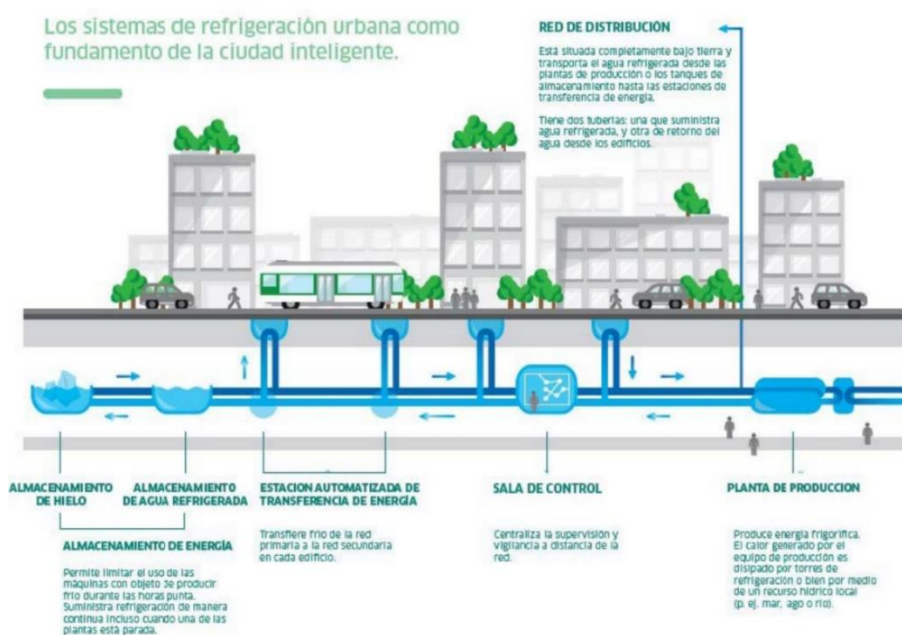 Los sistemas de refrigeración urbana como
fundamento de la ciudad inteligente.
RED DE DISTRIBUCIÓN
Está situada completamente bajo tierra y
transporta el agua refrigerada desde las
plantas de producción o los tanques de
almacenamiento hasta las estaciones de
transferencia de energía.
Tiene dos tuberías: una que suministra
agua refrigerada, y otra de retorno del
agua desde los edificios.
ALMACENAMIENTO
DE HIELO
ALMACENAMIENTO
DE AGUA REFRIGERADA
ALMACENAMIENTO DE ENERGÍA
Permite limitar el uso de las
máquinas con objeto de producir
frío durante las horas punta.
Suministra refrigeración de manera
continua incluso cuando una de las
plantas está parada.
ESTACION AUTOMATIZADA DE
TRANSFERENCIA DE ENERGÍA
Transfiere frío de la red
primaria a la red secundaria
en cada edificio.
SALA DE CONTROL
Centraliza la supervisión y
vigilancia a distancia de la
red.
PLANTA DE PRODUCCION
Produce energía frigorífica.
El calor generado por el
equipo de producción es
disipado por torres de
refrigeración o bien por medio
de un recurso hídrico local
(p. ej. mar, ago o río).